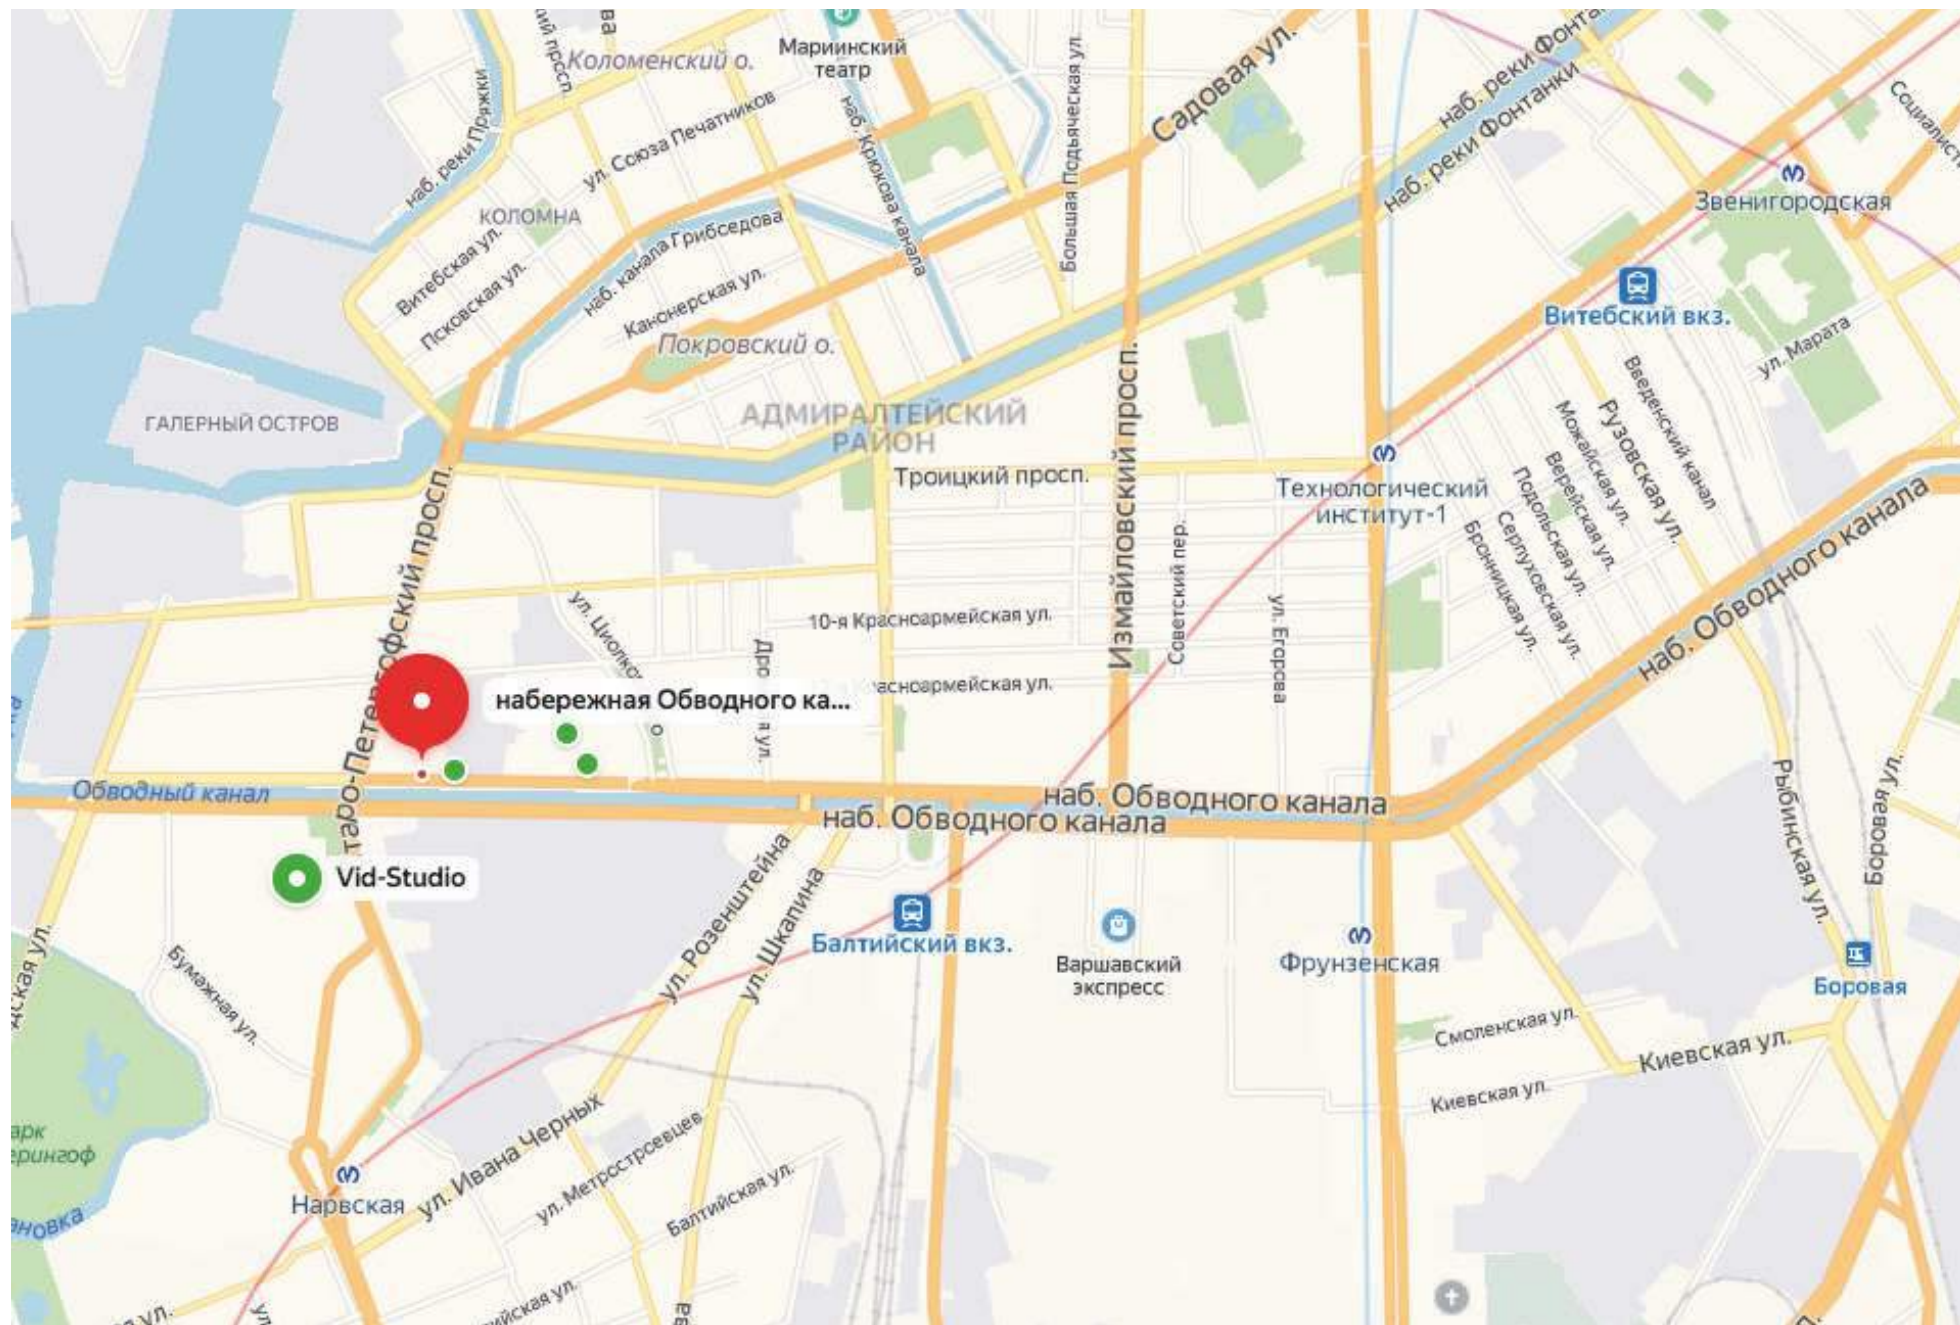 Мариинский
театр
Коломенский о.
Садовая ул.
наб. реки Фонтанки
наб. реки Пряжки
ул. Союза Печатников
наб. Крюкова канала
Большая Подьяческая ул.
Звенигородская
КОЛОМНА
Витебская ул.
Псковская ул.
наб. канала Грибоедова
Канонерская ул.
Покровский о.
Витебский вкз.
ул. Марата
ГАЛЕРНЫЙ ОСТРОВ
АДМИРАЛТЕЙСКИЙ
РАЙОН
Троицкий просп.
Измайловский просп.
Технологический
институт-1
Введенский канал
Рузовская ул.
Можайская ул.
Верейская ул.
Подольская ул.
Серпуховская ул.
Бронницкая ул.
наб. Обводного канала
Советский пер.
ул. Егорова
10-я Красноармейская ул.
набережная Обводного ка...
Обводный канал
наб. Обводного канала
наб. Обводного канала
Vid-Studio
ул. Розенштейна
ул. Шкапина
Балтийский вкз.
Варшавский
экспресс
Фрунзенская
Рыбинская ул.
Боровая ул.
Боровая
Бумажная ул.
Смоленская ул.
Киевская ул.
Киевская ул.
ул. Ивана Черных
ул. Метростроевцев
Балтийская ул.
Нарвская